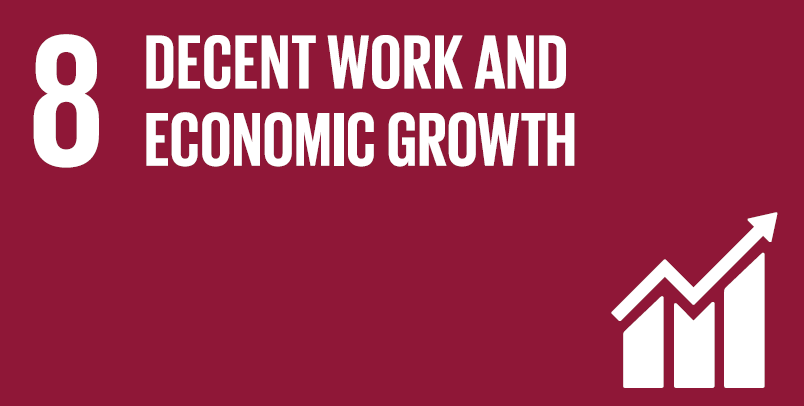 8
DECENT WORK AND
ECONOMIC GROWTH